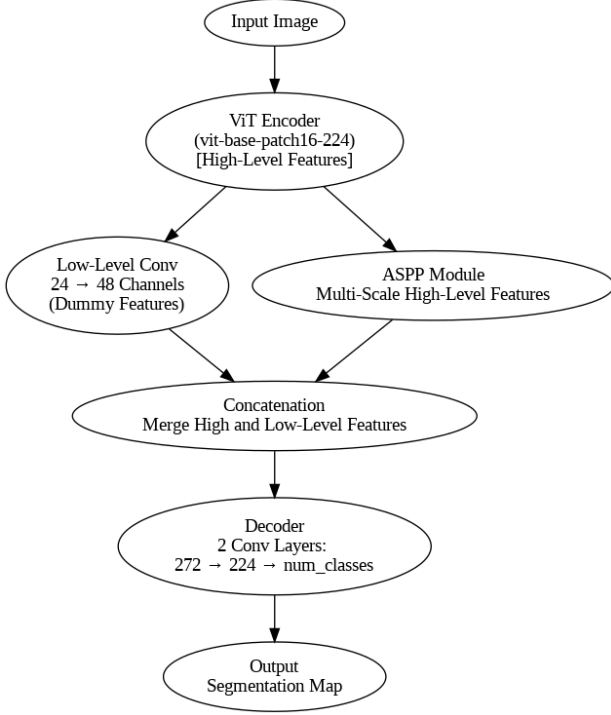 Input Image
ViT Encoder
(vit-base-patch16-224)
[High-Level Features]
Low-Level Conv
24 → 48 Channels
(Dummy Features)
ASPP Module
Multi-Scale High-Level Features
Concatenation
Merge High and Low-Level Features
Decoder
2 Conv Layers:
272 → 224 → num_classes
Output
Segmentation Map